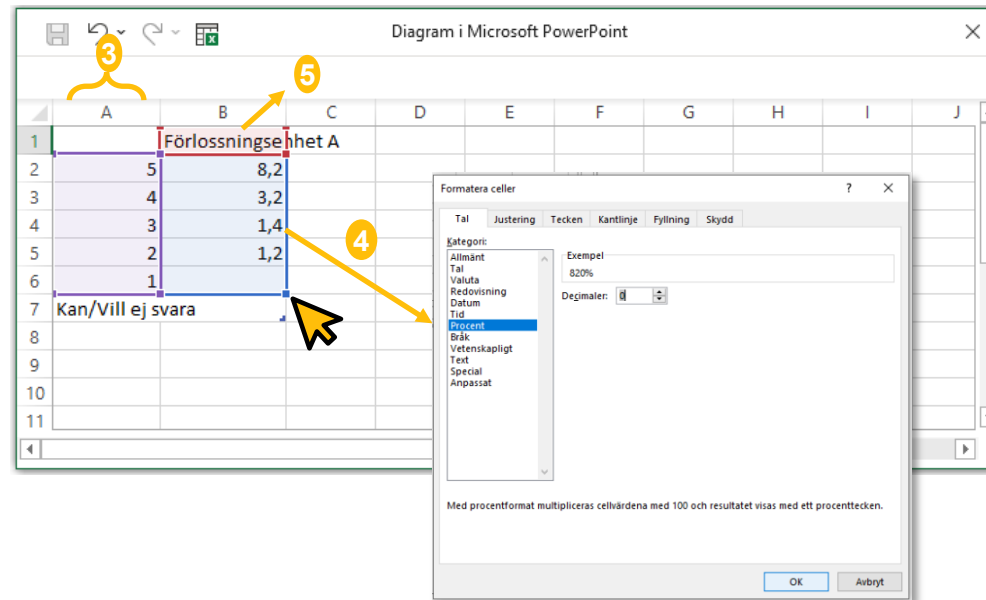 Diagram i Microsoft PowerPoint
3
5
A B C D E F G H I J
1 Förlossningsenhet A
2 5 8,2
3 4 3,2
4 3 1,4
5 2 1,2
6 1
7 Kan/Vill ej svara
8
9
10
11
4
Formatera celler ?
Tal Justering Tecken Kantlinje Fyllning Skydd
Kategori:
Allmänt
Tal
Valuta
Redovisning
Datum
Tid
Procent
Bråk
Vetenskapligt
Text
Special
Anpassat
Exempel
820%
Decimaler: 0
Med procentformat multipliceras cellvärdena med 100 och resultatet visas med ett procenttecken.
OK Avbryt